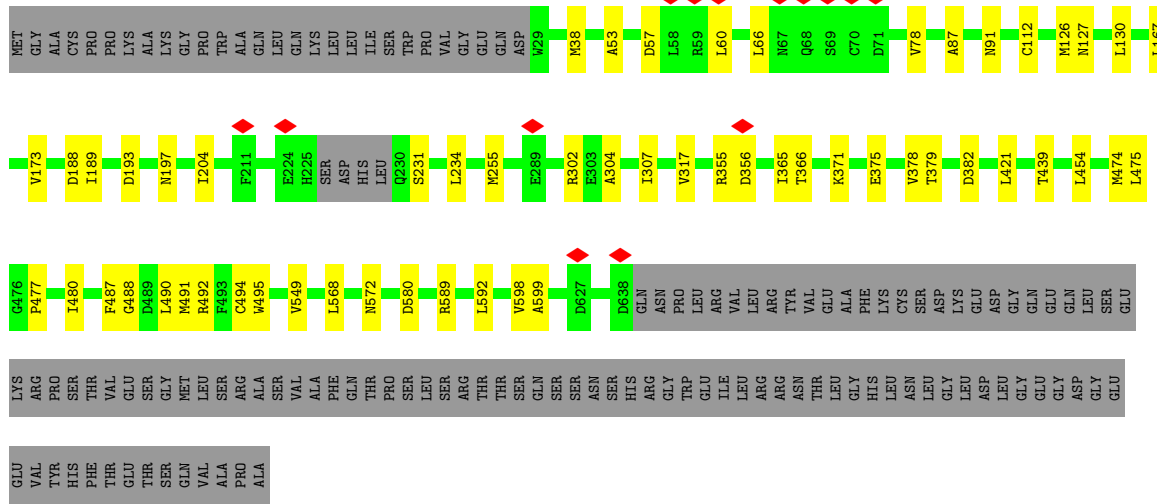 MET GLY ALA CYS PRO PRO LYS ALA LYS GLY PRO TRP ALA GLN LEU GLN LYS LEU LEU ILE SER TRP PRO VAL GLY GLU GLN ASP W29 M38 A53 D57 L58 R59 L60 L66 N67 Q68 S69 C70 D71 V78 A87 N91 C112 M126 N127 L130 L167
V173 D188 I189 D193 N197 I204 F211 E224 H225 SER ASP HIS LEU Q230 S231 L234 M255 E289 R302 E303 A304 I307 V317 R355 D356 I365 T366 K371 E375 V378 T379 D382 L421 T439 L454 M474 L475
G476 P477 I480 F487 G488 D489 L490 M491 R492 F493 C494 W495 V549 L568 N572 D580 R589 L592 V598 A599 D627 D638 GLN ASN PRO LEU ARG VAL LEU ARG TYR VAL GLU ALA PHE LYS CYS SER ASP LYS GLU ASP GLY GLN GLU GLN LEU SER GLU
LYS ARG PRO SER THR VAL GLU SER GLY MET LEU SER ARG ALA SER VAL ALA PHE GLN THR PRO SER LEU SER ARG THR THR SER GLN SER SER ASN SER HIS ARG GLY TRP GLU ILE LEU ARG ARG ASN THR LEU GLY HIS LEU ASN LEU GLY LEU ASP LEU GLY GLU GLY ASP GLY GLU
GLU VAL TYR HIS PHE THR GLU THR SER GLN VAL ALA PRO ALA